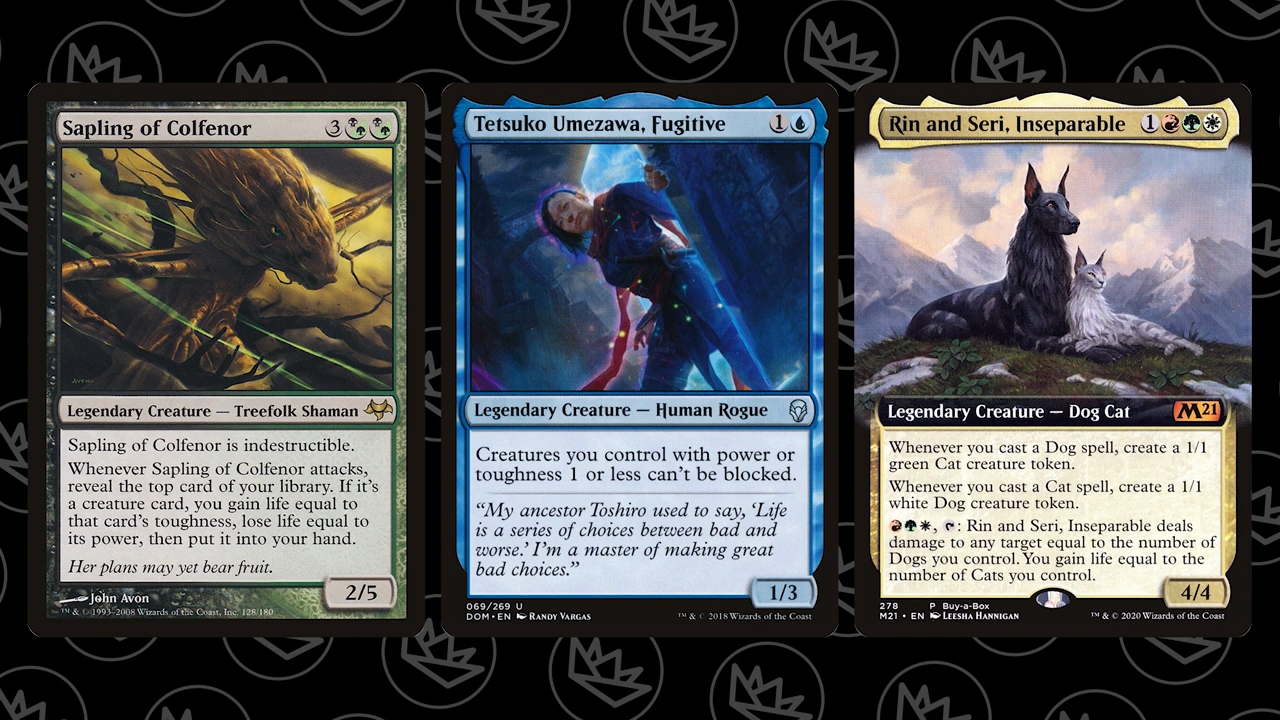 Sapling of Colfenor
3
Legendary Creature — Treefolk Shaman
Sapling of Colfenor is indestructible.
Whenever Sapling of Colfenor attacks,
reveal the top card of your library. If it's
a creature card, you gain life equal to
that card's toughness, lose life equal to
its power, then put it into your hand.
Her plans may yet bear fruit.
2/5
John Avon
™ & © 1993–2008 Wizards of the Coast, Inc. 128/180
Tetsuko Umezawa, Fugitive
1
Legendary Creature — Human Rogue
Creatures you control with power or
toughness 1 or less can't be blocked.
“My ancestor Toshiro used to say, ‘Life
is a series of choices between bad and
worse.’ I'm a master of making great
bad choices.”
1/3
069/269 U
DOM • EN RANDY VARGAS
™ & © 2018 Wizards of the Coast
Rin and Seri, Inseparable
1
Legendary Creature — Dog Cat
M21
Whenever you cast a Dog spell, create a 1/1
green Cat creature token.
Whenever you cast a Cat spell, create a 1/1
white Dog creature token.
: Rin and Seri, Inseparable deals
damage to any target equal to the number of
Dogs you control. You gain life equal to the
number of Cats you control.
4/4
278 P Buy-a-Box
M21 • EN LEESHA HANNIGAN
™ & © 2020 Wizards of the Coast